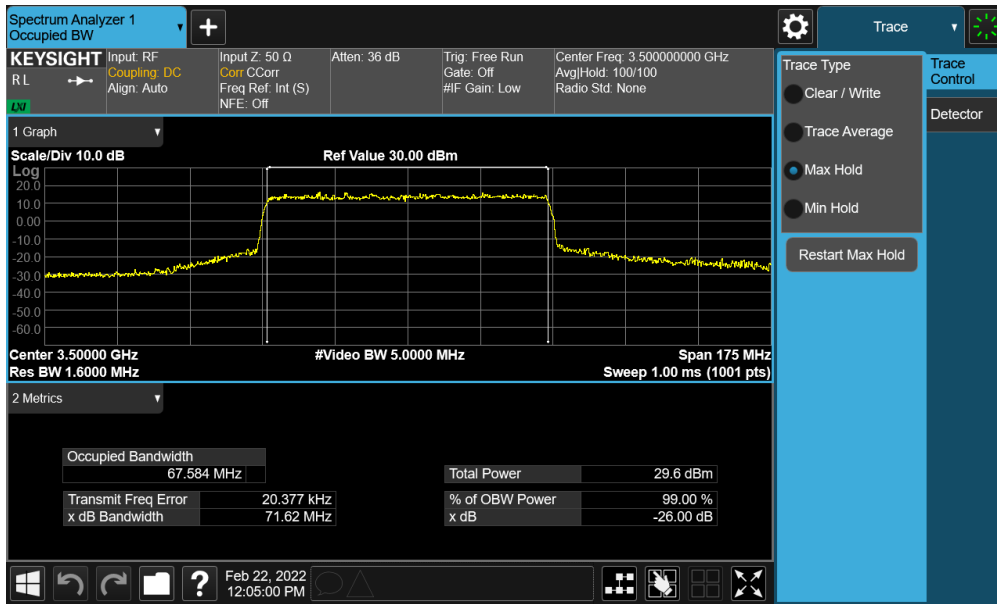 Spectrum Analyzer 1
Occupied BW
Trace
KEYSIGHT
R L
LXI
Input: RF
Coupling: DC
Align: Auto
Input Z: 50 Ω
Corr CCorr
Freq Ref: Int (S)
NFE: Off
Atten: 36 dB
Trig: Free Run
Gate: Off
#IF Gain: Low
Center Freq: 3.500000000 GHz
Avg|Hold: 100/100
Radio Std: None
Trace Type
Clear / Write
Trace Average
Max Hold
Min Hold
Restart Max Hold
Trace
Control
Detector
1 Graph
Scale/Div 10.0 dB
Ref Value 30.00 dBm
Log
20.0
10.0
0.00
-10.0
-20.0
-30.0
-40.0
-50.0
-60.0
Center 3.50000 GHz
#Video BW 5.0000 MHz
Span 175 MHz
Res BW 1.6000 MHz
Sweep 1.00 ms (1001 pts)
2 Metrics
Occupied Bandwidth
67.584 MHz
Total Power 29.6 dBm
Transmit Freq Error 20.377 kHz
% of OBW Power 99.00 %
x dB Bandwidth 71.62 MHz
x dB -26.00 dB
?
Feb 22, 2022
12:05:00 PM